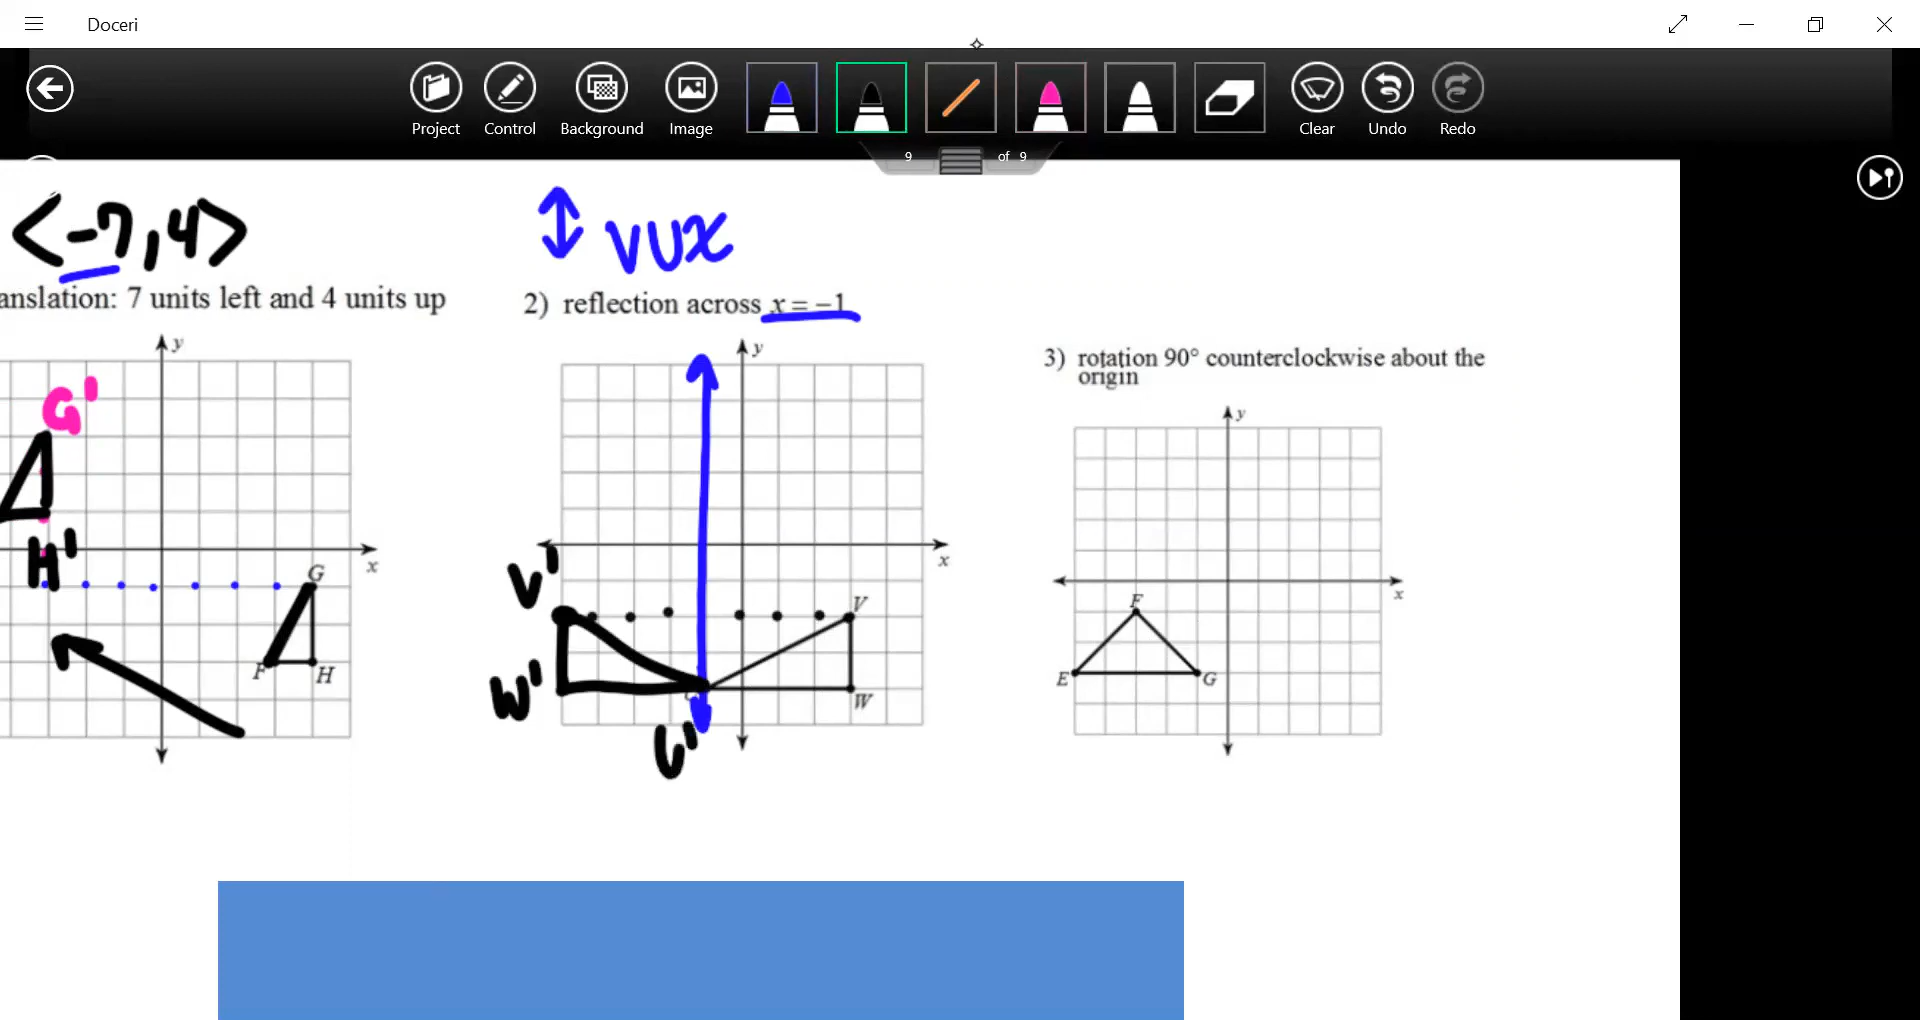 Doceri
Project
Control
Background
Image
Clear
Undo
Redo
9 of 9
<-7,4>
VUX
anslation: 7 units left and 4 units up
2) reflection across x = −1
3) rotation 90° counterclockwise about the
origin
y
G'
H'
x
G
F
H
y
x
V'
V
W'
W
U'
y
x
F
E
G